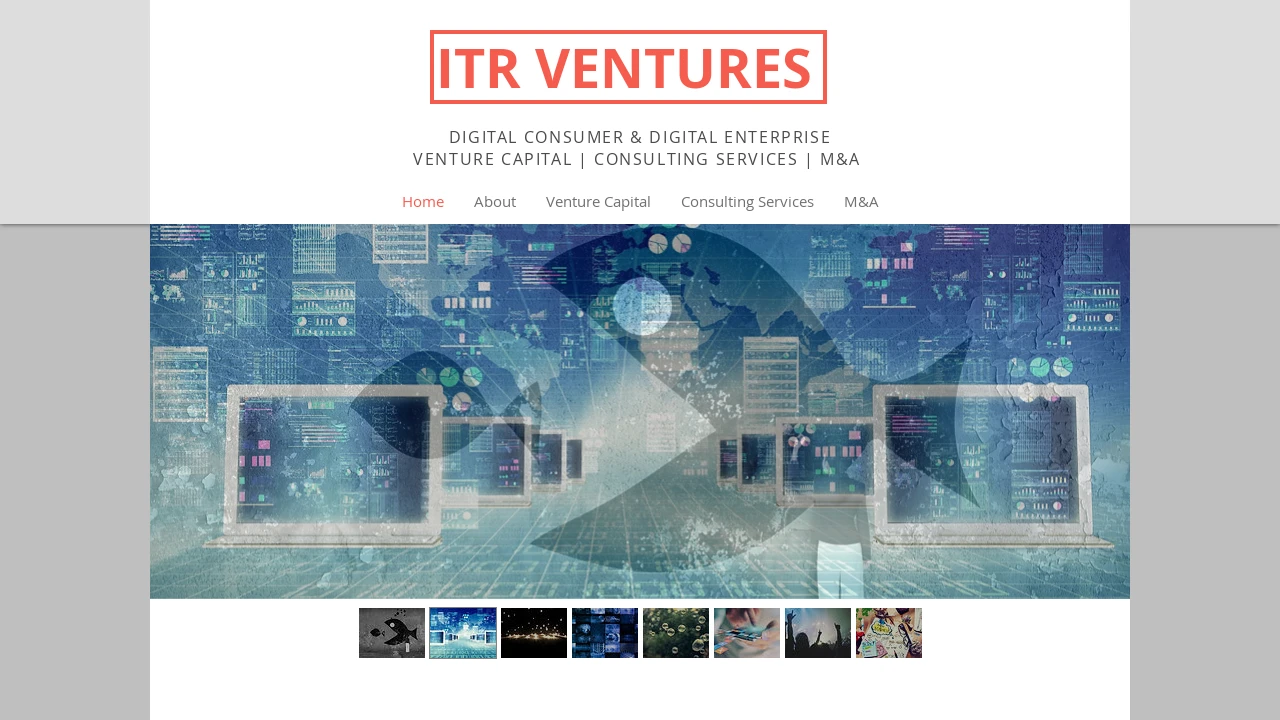 ITR VENTURES
DIGITAL CONSUMER & DIGITAL ENTERPRISE
VENTURE CAPITAL | CONSULTING SERVICES | M&A
Home About Venture Capital Consulting Services M&A